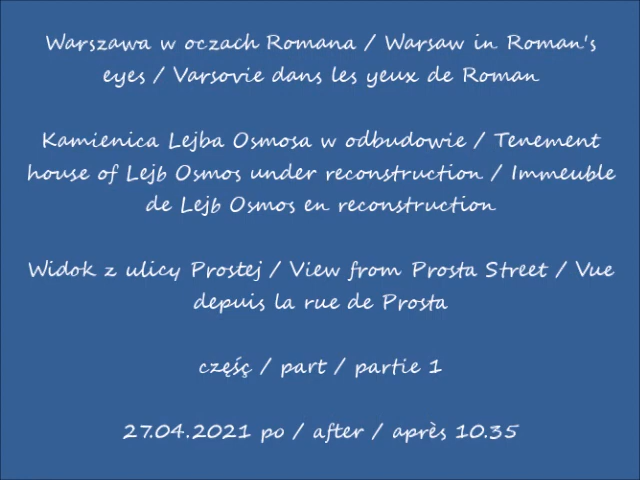 Warszawa w oczach Romana / Warsaw in Roman's
eyes / Varsovie dans les yeux de Roman
Kamienica Lejba Osmosa w odbudowie / Tenement
house of Lejb Osmos under reconstruction / Immeuble
de Lejb Osmos en reconstruction
Widok z ulicy Prostej / View from Prosta Street / Vue
depuis la rue de Prosta
częśç / part / partie 1
27.04.2021 po / after / après 10.35